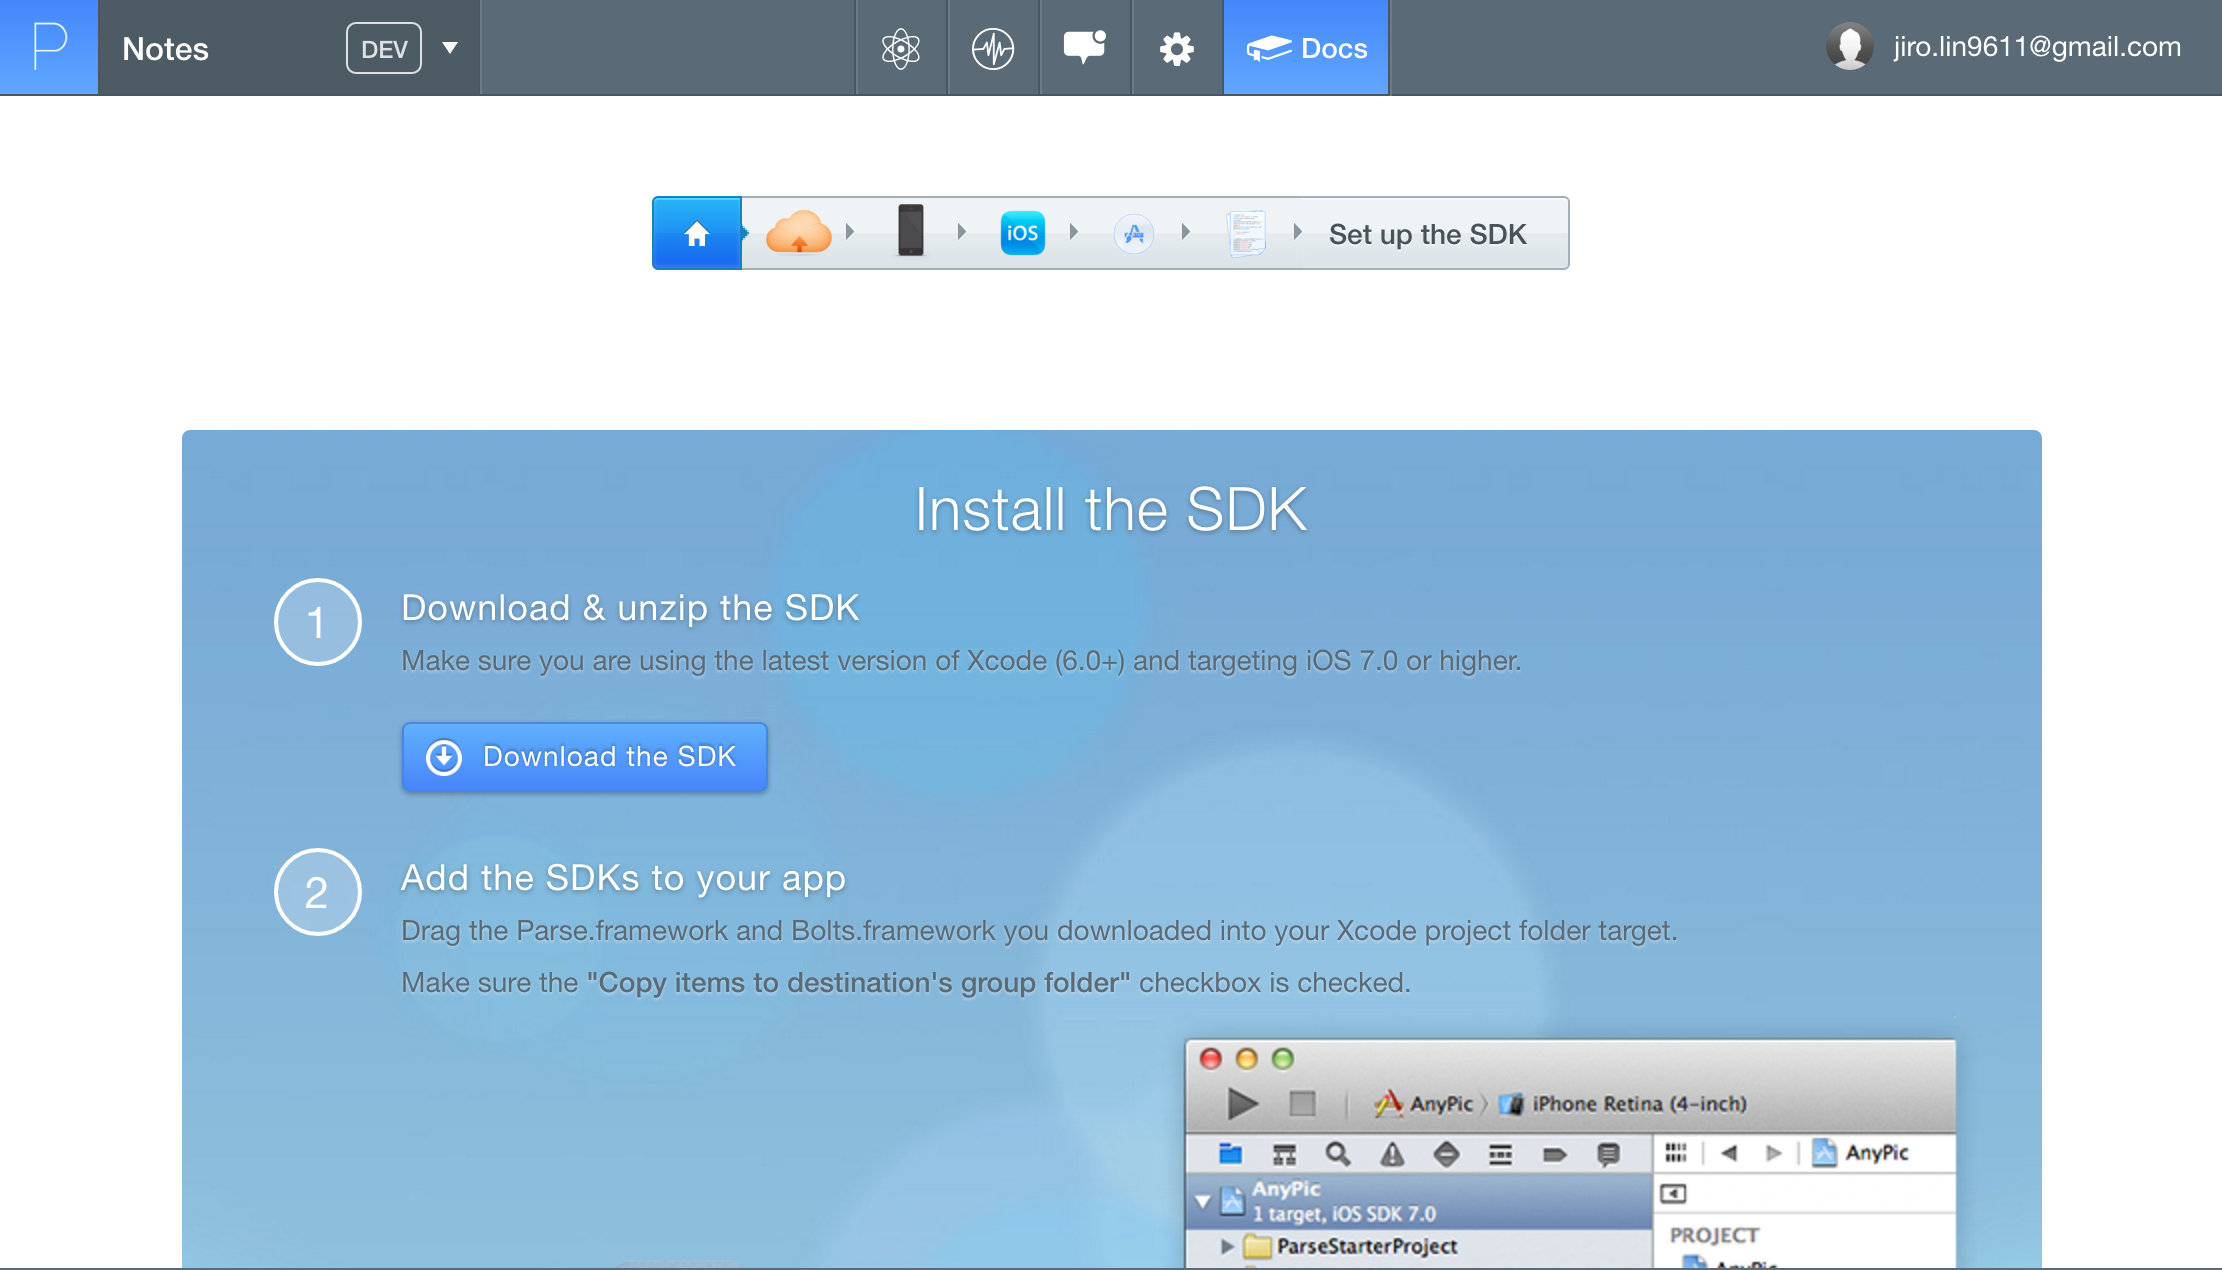 P Notes DEV Docs jiro.lin9611@gmail.com
iOS Set up the SDK
Install the SDK
1 Download & unzip the SDK
Make sure you are using the latest version of Xcode (6.0+) and targeting iOS 7.0 or higher.
Download the SDK
2 Add the SDKs to your app
Drag the Parse.framework and Bolts.framework you downloaded into your Xcode project folder target.
Make sure the "Copy items to destination's group folder" checkbox is checked.
AnyPic iPhone Retina (4-inch)
AnyPic
AnyPic
1 target, iOS SDK 7.0
PROJECT
ParseStarterProject
AnyPic